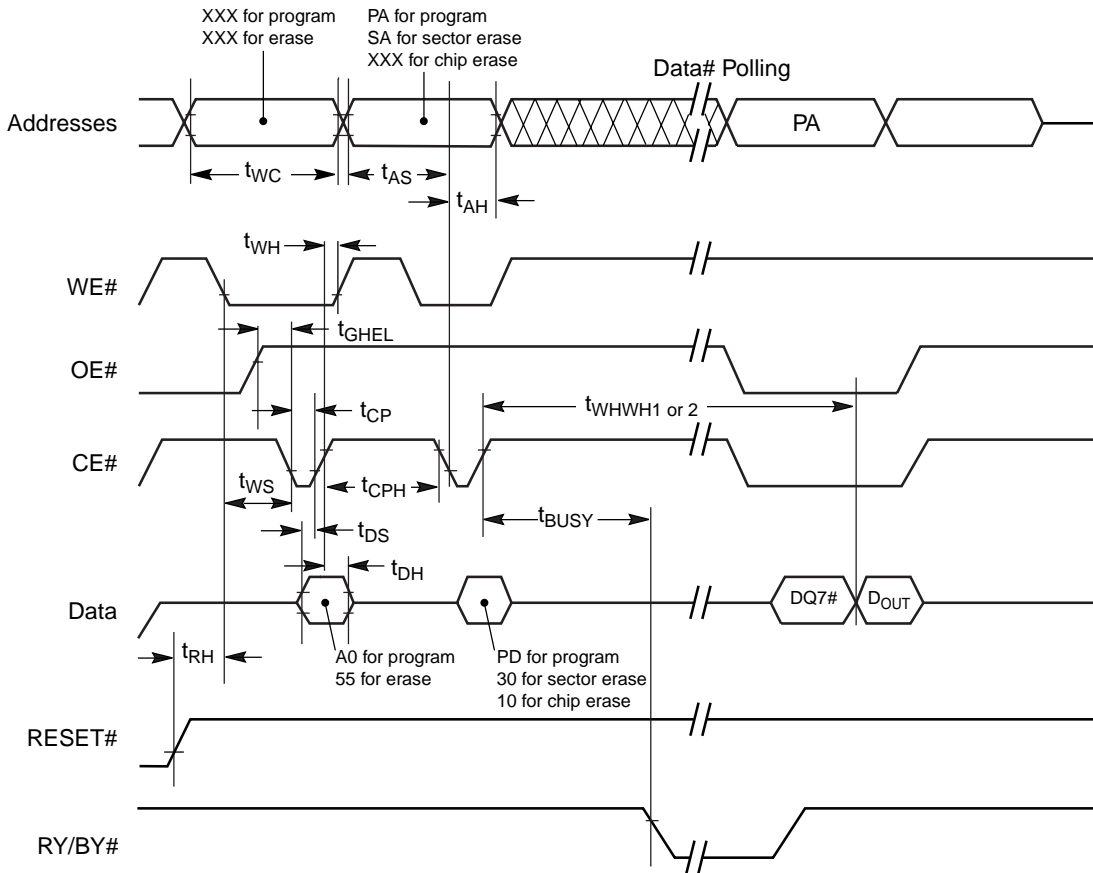 XXX for program
XXX for erase
PA for program
SA for sector erase
XXX for chip erase
Data# Polling
Addresses
PA
tWC
tAS
tAH
tWH
WE#
tGHEL
OE#
tWHWH1 or 2
tCP
CE#
tWS
tCPH
tBUSY
tDS
tDH
Data
DQ7#
DOUT
tRH
A0 for program
55 for erase
PD for program
30 for sector erase
10 for chip erase
RESET#
RY/BY#